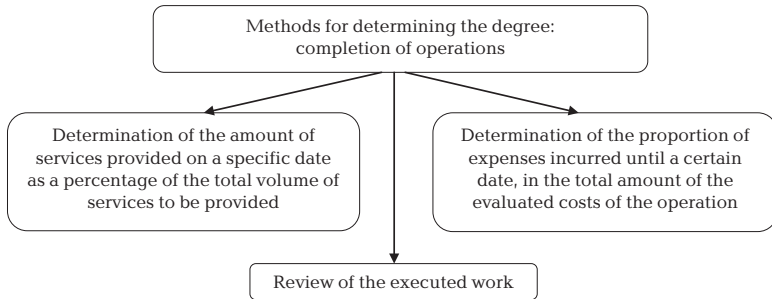 Methods for determining the degree:
completion of operations
Determination of the amount of
services provided on a specific date
as a percentage of the total volume of
services to be provided
Determination of the proportion of
expenses incurred until a certain
date, in the total amount of the
evaluated costs of the operation
Review of the executed work